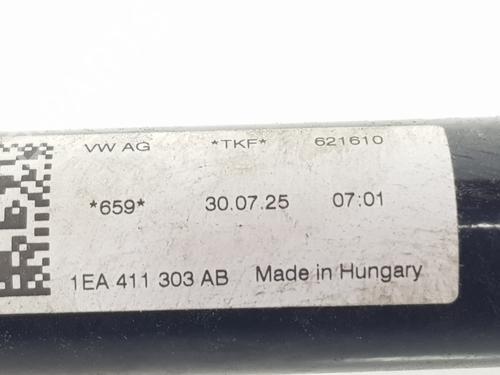 VW AG *TKF* 621610
*659* 30.07.25 07:01
1EA 411 303 AB Made in Hungary